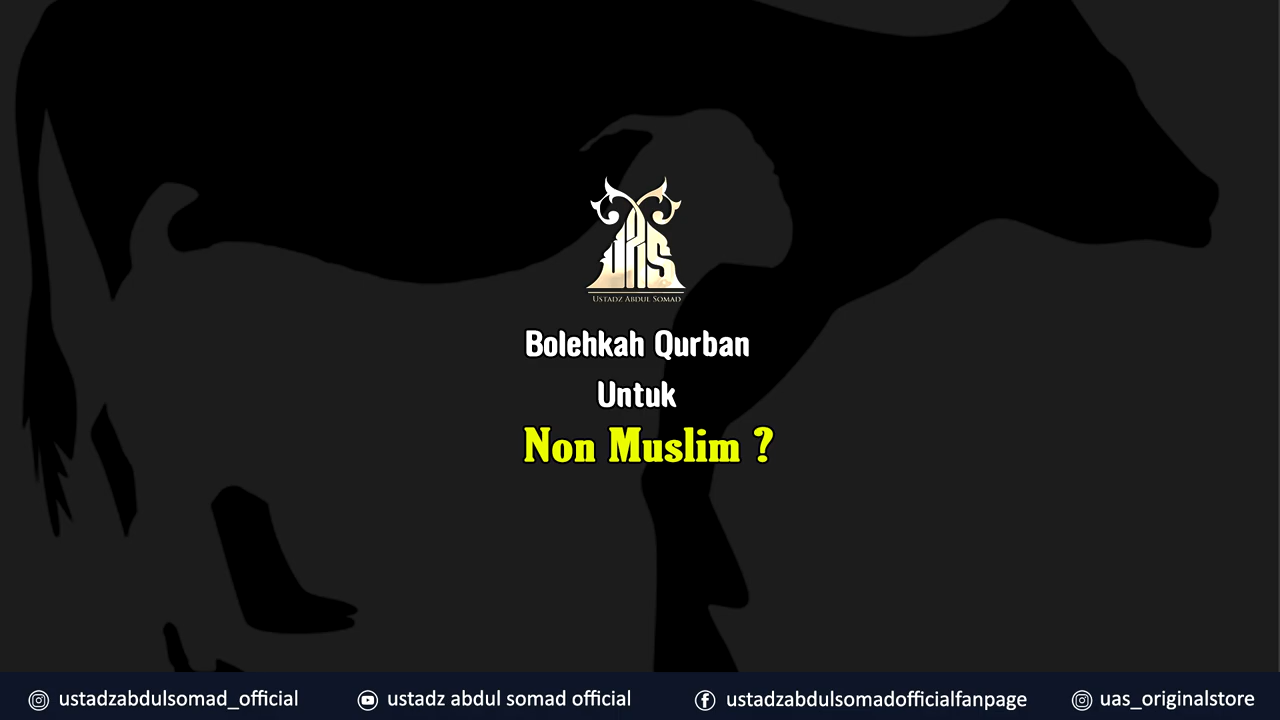 UAS
USTADZ ABDUL SOMAD
Bolehkah Qurban
Untuk
Non Muslim ?
ustadzabdulsomad_official
ustadz abdul somad official
ustadzabdulsomadofficialfanpage
uas_originalstore